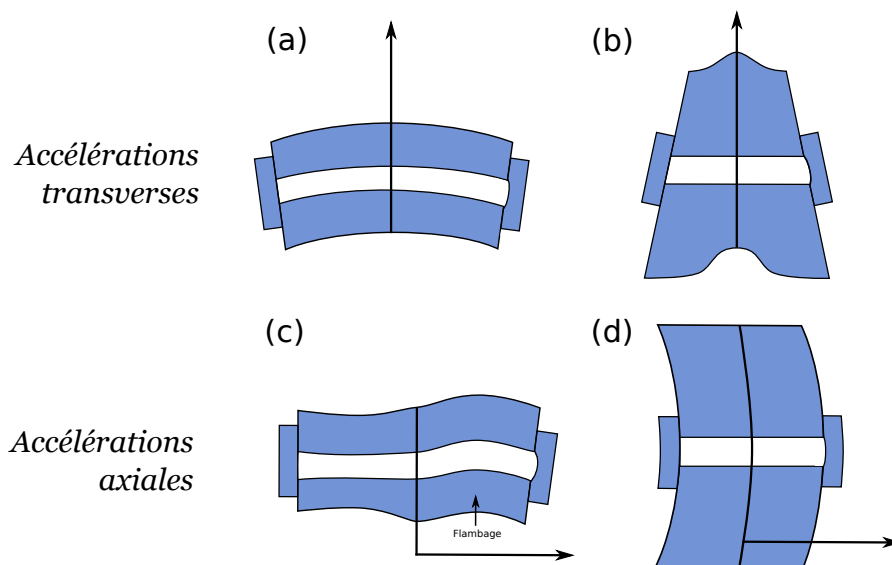 (a)
(b)
Accélérations
transverses
(c)
(d)
Accélérations
axiales
Flambage